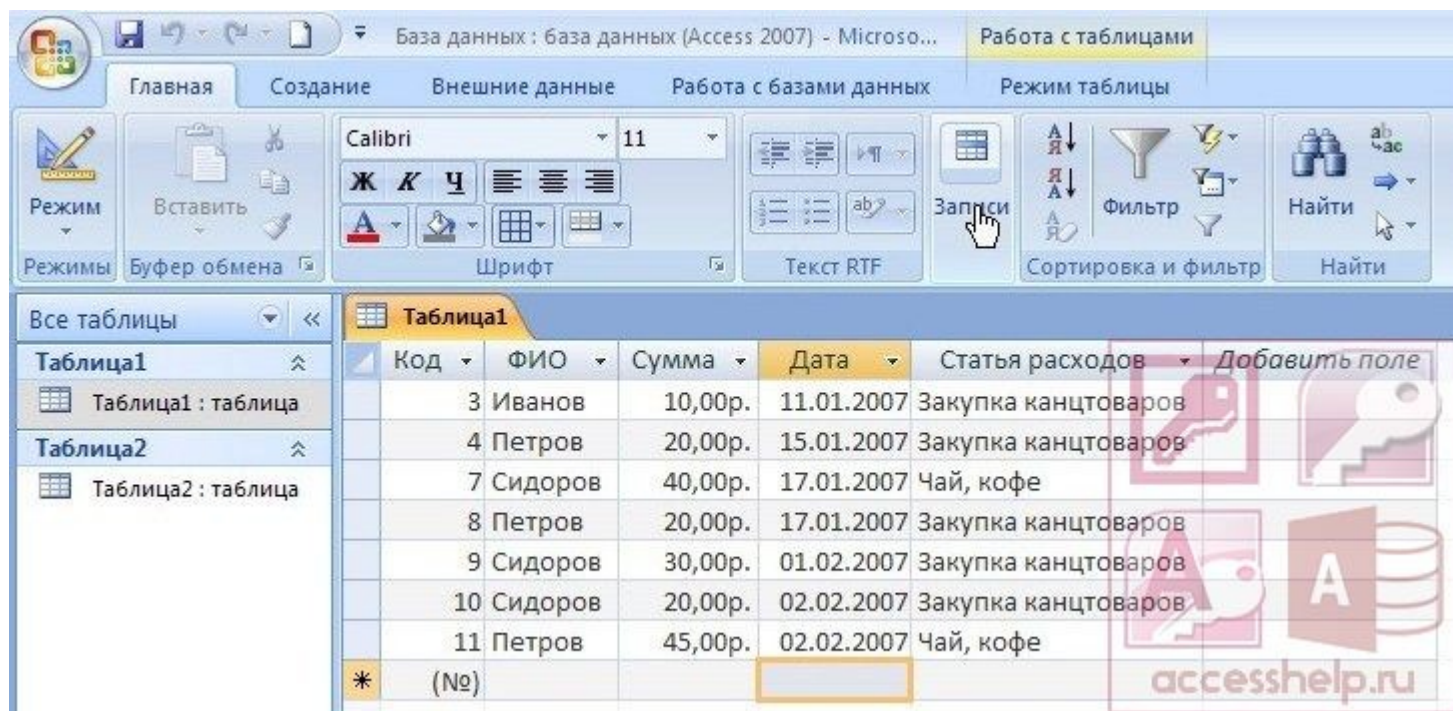 База данных : база данных (Access 2007) - Microso... Работа с таблицами
Главная Создание Внешние данные Работа с базами данных Режим таблицы
Calibri 11
Ж К Ч
Режим Вставить Записи Фильтр Найти
Режимы Буфер обмена Шрифт Текст RTF Сортировка и фильтр Найти
Все таблицы Таблица1
Таблица1 Код ФИО Сумма Дата Статья расходов Добавить поле
Таблица1 : таблица 3 Иванов 10,00р. 11.01.2007 Закупка канцтоваров
Таблица2 4 Петров 20,00р. 15.01.2007 Закупка канцтоваров
Таблица2 : таблица 7 Сидоров 40,00р. 17.01.2007 Чай, кофе
8 Петров 20,00р. 17.01.2007 Закупка канцтоваров
9 Сидоров 30,00р. 01.02.2007 Закупка канцтоваров
10 Сидоров 20,00р. 02.02.2007 Закупка канцтоваров
11 Петров 45,00р. 02.02.2007 Чай, кофе
(№)
accesshelp.ru